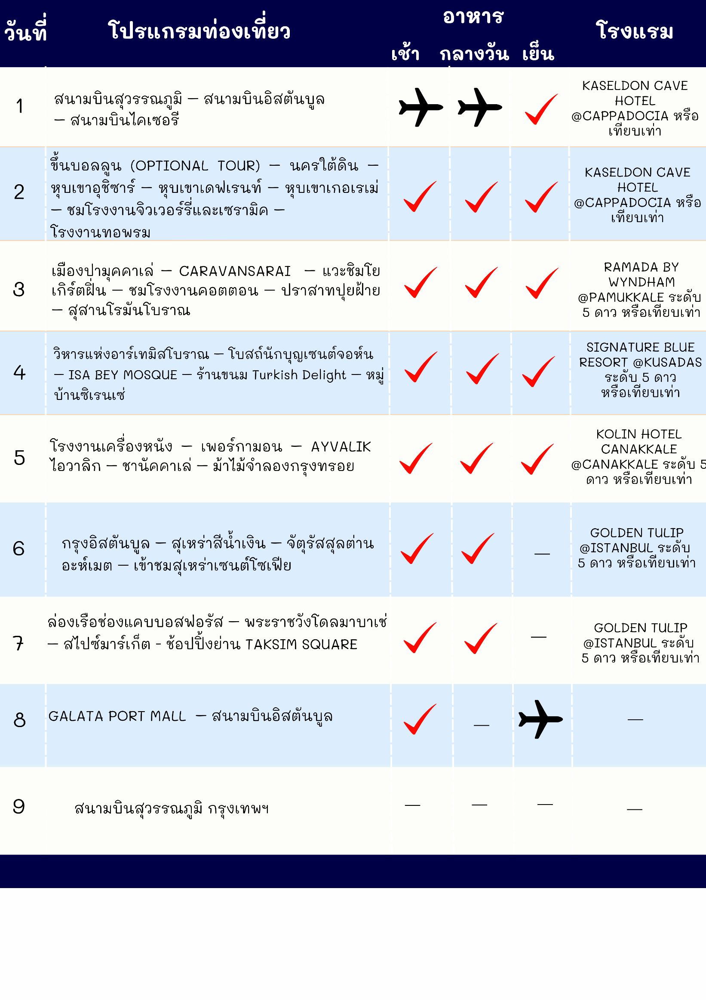 วันที่ โปรแกรมท่องเที่ยว อาหาร โรงแรม
เช้า กลางวัน เย็น
1
สนามบินสุวรรณภูมิ – สนามบินอิสตันบูล
– สนามบินไคเซอรี
KASELDON CAVE
HOTEL
@CAPPADOCIA หรือ
เทียบเท่า
2
ขึ้นบอลลูน (OPTIONAL TOUR) – นครใต้ดิน –
หุบเขาอุชิซาร์ – หุบเขาเดฟเรนท์ – หุบเขาเกอเรเม่
– ชมโรงงานจิวเวอร์รี่และเซรามิค –
โรงงานทอพรม
KASELDON CAVE
HOTEL
@CAPPADOCIA หรือ
เทียบเท่า
3
เมืองปามุคคาเล่ – CARAVANSARAI – แวะชิมโย
เกิร์ตฝิ่น – ชมโรงงานคอตตอน – ปราสาทปุยฝ้าย
– สุสานโรมันโบราณ
RAMADA BY
WYNDHAM
@PAMUKKALE ระดับ
5 ดาว หรือเทียบเท่า
4
วิหารแห่งอาร์เทมิสโบราณ – โบสถ์นักบุญเซนต์จอห์น
– ISA BEY MOSQUE – ร้านขนม Turkish Delight – หมู่
บ้านซิเรนเซ่
SIGNATURE BLUE
RESORT @KUSADAS
ระดับ 5 ดาว
หรือเทียบเท่า
5
โรงงานเครื่องหนัง – เพอร์กามอน – AYVALIK
ไอวาลิก – ชานัคคาเล่ – ม้าไม้จำลองกรุงทรอย
KOLIN HOTEL
CANAKKALE
@CANAKKALE ระดับ 5
ดาว หรือเทียบเท่า
6
กรุงอิสตันบูล – สุเหร่าสีน้ำเงิน – จัตุรัสสุลต่าน
อะห์เมต – เข้าชมสุเหร่าเซนต์โซเฟีย
–
GOLDEN TULIP
@ISTANBUL ระดับ
5 ดาว หรือเทียบเท่า
7
ล่องเรือช่องแคบบอสฟอรัส – พระราชวังโดลมาบาเช่
– สไปซ์มาร์เก็ต - ช้อปปิ้งย่าน TAKSIM SQUARE
–
GOLDEN TULIP
@ISTANBUL ระดับ
5 ดาว หรือเทียบเท่า
8
GALATA PORT MALL – สนามบินอิสตันบูล
– –
9
สนามบินสุวรรณภูมิ กรุงเทพฯ
– – – –